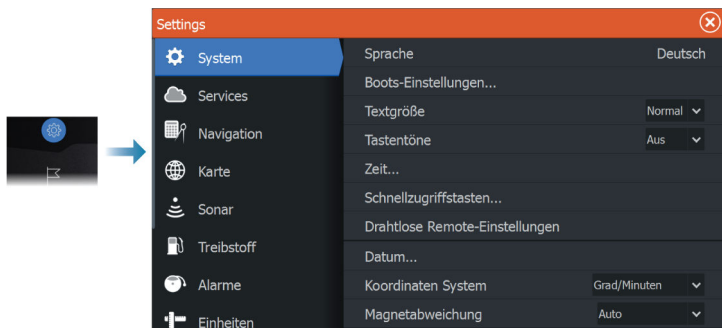 Settings
System
Services
Navigation
Karte
Sonar
Treibstoff
Alarme
Einheiten
Sprache Deutsch
Boots-Einstellungen...
Textgröße Normal
Tastentöne Aus
Zeit...
Schnellzugriffstasten...
Drahtlose Remote-Einstellungen
Datum...
Koordinaten System Grad/Minuten
Magnetabweichung Auto